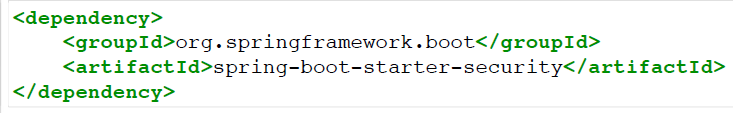 <dependency>
    <groupId>org.springframework.boot</groupId>
    <artifactId>spring-boot-starter-security</artifactId>
</dependency>